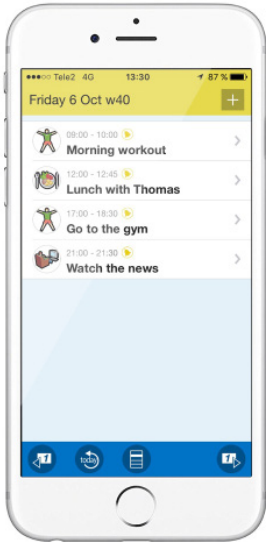 Tele2 4G 13:30 87 %
Friday 6 Oct w40 +
09:00 - 10:00
Morning workout
12:00 - 12:45
Lunch with Thomas
17:00 - 18:30
Go to the gym
21:00 - 21:30
Watch the news
1 today 1